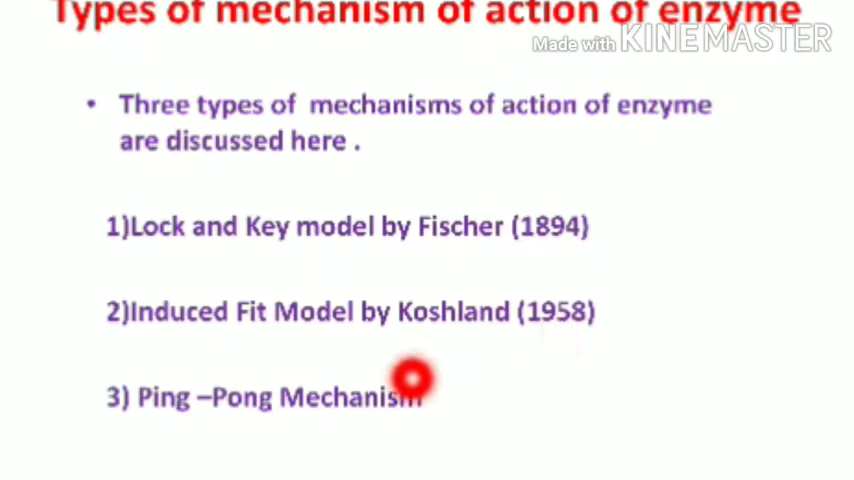 Types of mechanism of action of enzyme
Made with KINEMASTER
• Three types of mechanisms of action of enzyme
are discussed here .
1)Lock and Key model by Fischer (1894)
2)Induced Fit Model by Koshland (1958)
3) Ping –Pong Mechanism